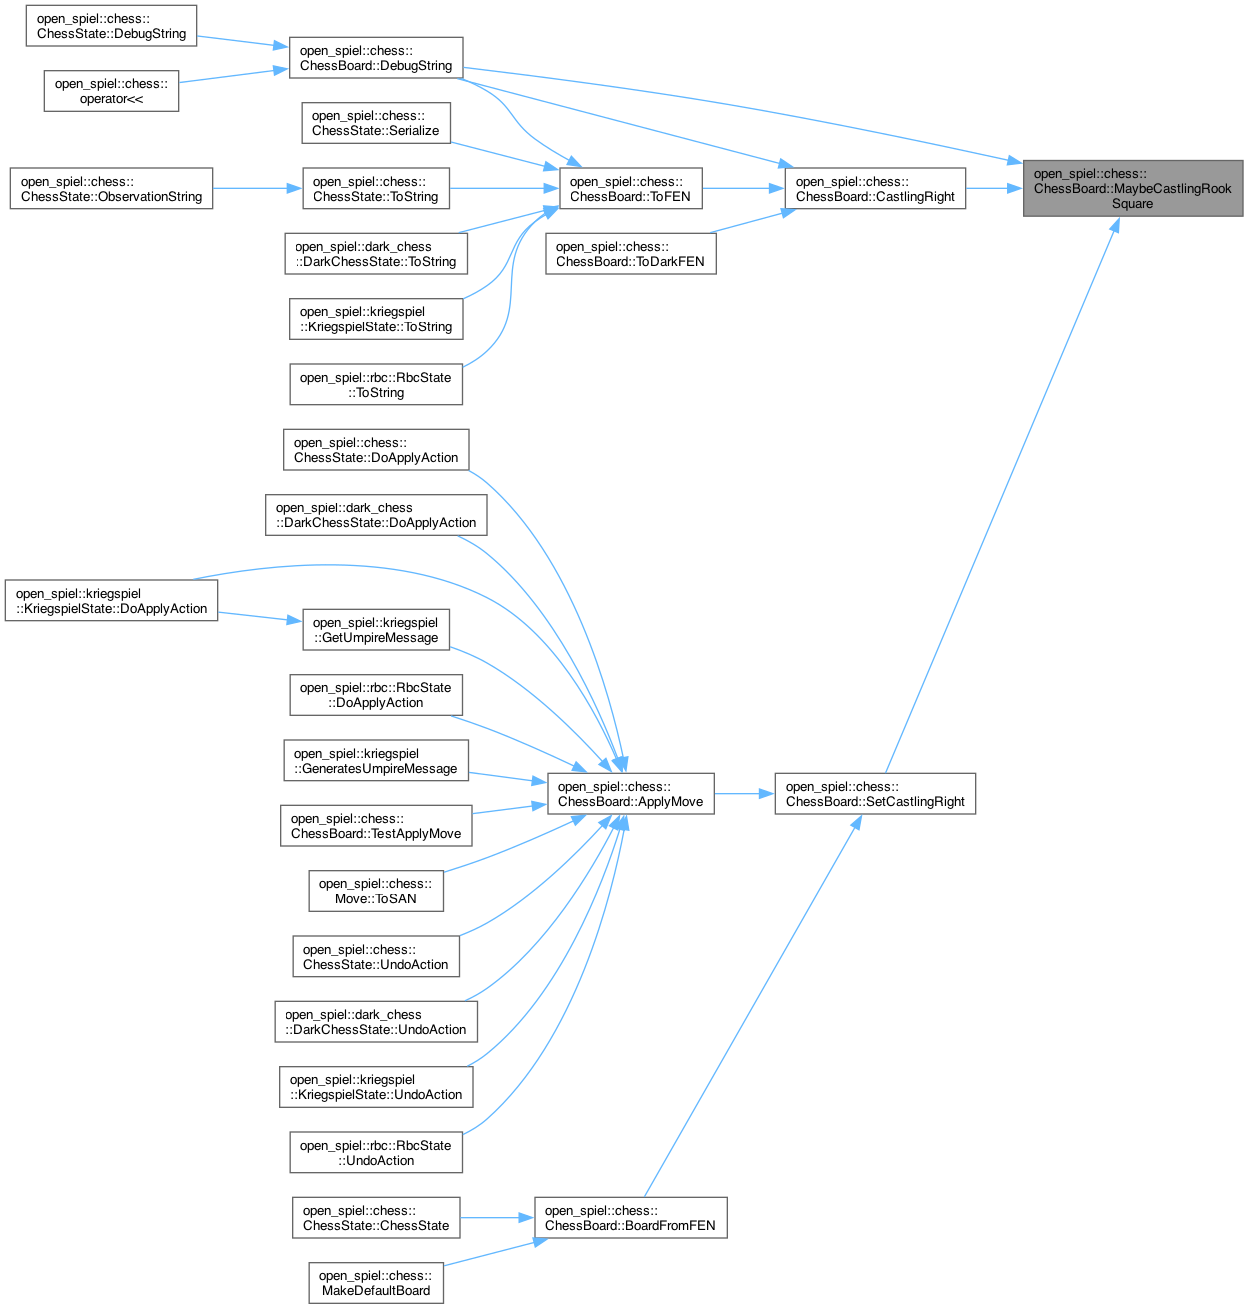 open_spiel::chess::
ChessState::DebugString
open_spiel::chess::
ChessBoard::DebugString
open_spiel::chess::
operator<<
open_spiel::chess::
ChessState::Serialize
open_spiel::chess::
ChessState::ObservationString
open_spiel::chess::
ChessState::ToString
open_spiel::chess::
ChessBoard::ToFEN
open_spiel::chess::
ChessBoard::CastlingRight
open_spiel::chess::
ChessBoard::MaybeCastlingRook
Square
open_spiel::dark_chess
::DarkChessState::ToString
open_spiel::chess::
ChessBoard::ToDarkFEN
open_spiel::kriegspiel
::KriegspielState::ToString
open_spiel::rbc::RbcState
::ToString
open_spiel::chess::
ChessState::DoApplyAction
open_spiel::dark_chess
::DarkChessState::DoApplyAction
open_spiel::kriegspiel
::KriegspielState::DoApplyAction
open_spiel::kriegspiel
::GetUmpireMessage
open_spiel::rbc::RbcState
::DoApplyAction
open_spiel::kriegspiel
::GeneratesUmpireMessage
open_spiel::chess::
ChessBoard::ApplyMove
open_spiel::chess::
ChessBoard::SetCastlingRight
open_spiel::chess::
ChessBoard::TestApplyMove
open_spiel::chess::
Move::ToSAN
open_spiel::chess::
ChessState::UndoAction
open_spiel::dark_chess
::DarkChessState::UndoAction
open_spiel::kriegspiel
::KriegspielState::UndoAction
open_spiel::rbc::RbcState
::UndoAction
open_spiel::chess::
ChessState::ChessState
open_spiel::chess::
ChessBoard::BoardFromFEN
open_spiel::chess::
MakeDefaultBoard